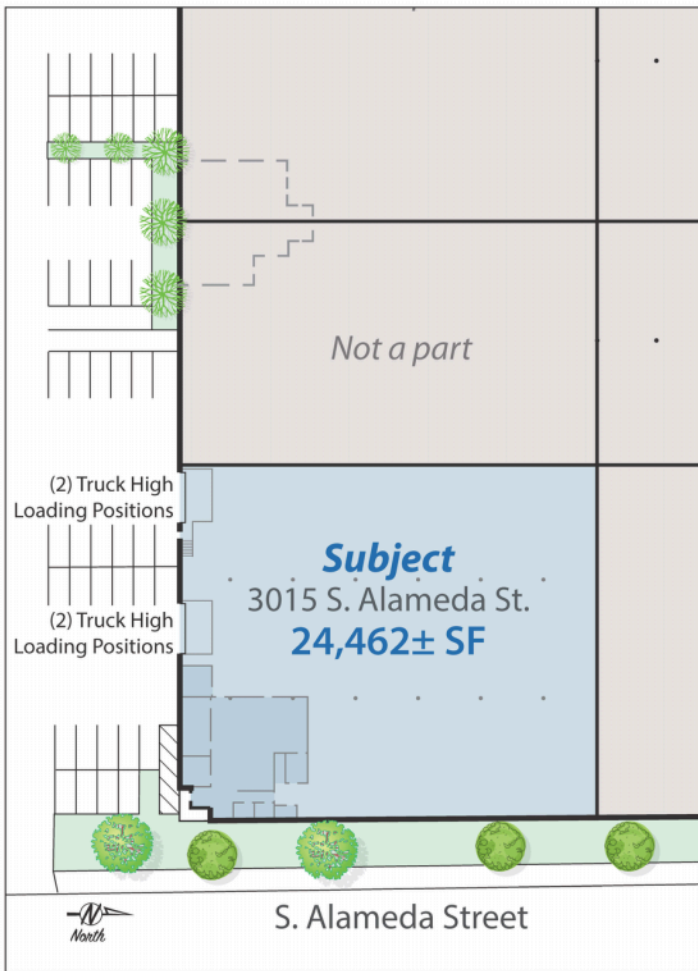 Not a part
(2) Truck High
Loading Positions
Subject
3015 S. Alameda St.
24,462± SF
(2) Truck High
Loading Positions
N
North
S. Alameda Street